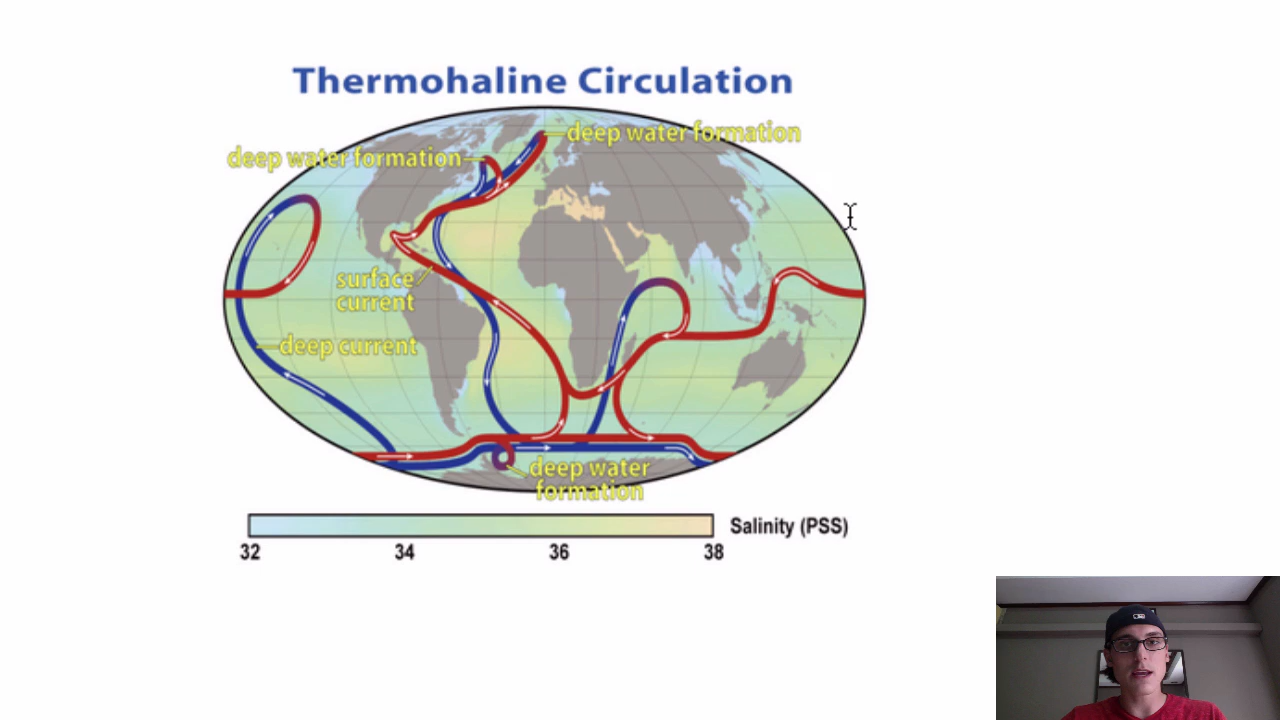 Thermohaline Circulation
deep water formation
deep water formation
surface
current
deep current
deep water
formation
Salinity (PSS)
32 34 36 38